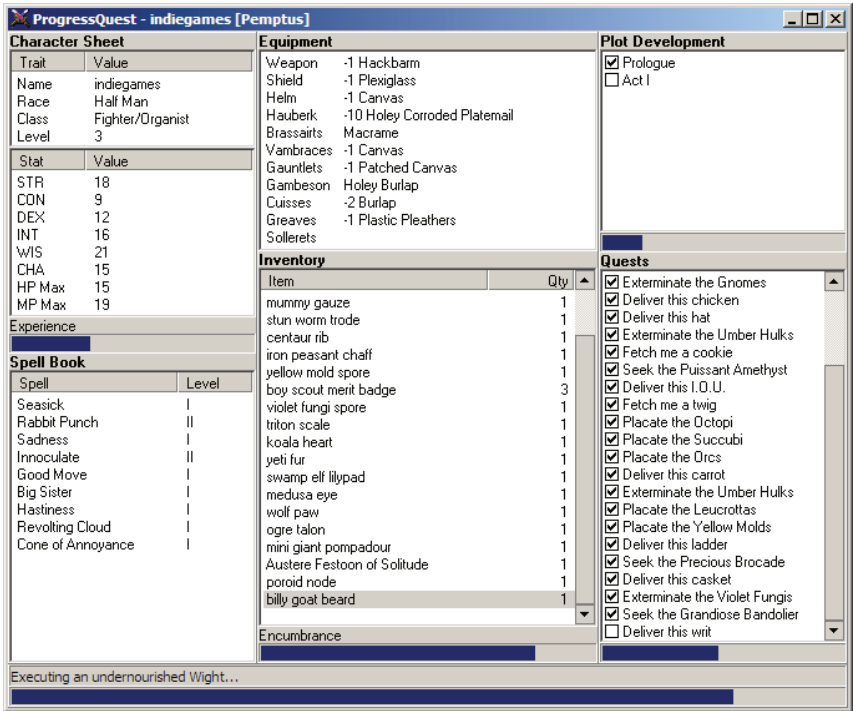 ProgressQuest - indiegames [Pemptus]
Character Sheet
Trait Value
Name indiegames
Race Half Man
Class Fighter/Organist
Level 3
Stat Value
STR 18
CON 9
DEX 12
INT 16
WIS 21
CHA 15
HP Max 15
MP Max 19
Experience
Spell Book
Spell Level
Seasick I
Rabbit Punch II
Sadness I
Innoculate II
Good Move I
Big Sister I
Hastiness I
Revolting Cloud I
Cone of Annoyance I
Equipment
Weapon -1 Hackbarm
Shield -1 Plexiglass
Helm -1 Canvas
Hauberk -10 Holey Corroded Platemail
Brassairts Macrame
Vambraces -1 Canvas
Gauntlets -1 Patched Canvas
Gambeson Holey Burlap
Cuisses -2 Burlap
Greaves -1 Plastic Pleathers
Sollerets
Inventory
Item Qty
mummy gauze 1
stun worm trode 1
centaur rib 1
iron peasant chaff 1
yellow mold spore 1
boy scout merit badge 3
violet fungi spore 1
triton scale 1
koala heart 1
yeti fur 1
swamp elf lilypad 1
medusa eye 1
wolf paw 1
ogre talon 1
mini giant pompadour 1
Austere Festoon of Solitude 1
poroid node 1
billy goat beard 1
Encumbrance
Plot Development
Prologue
Act I
Quests
Exterminate the Gnomes
Deliver this chicken
Deliver this hat
Exterminate the Umber Hulks
Fetch me a cookie
Seek the Puissant Amethyst
Deliver this I.O.U.
Fetch me a twig
Placate the Octopi
Placate the Succubi
Placate the Orcs
Deliver this carrot
Exterminate the Umber Hulks
Placate the Leucrottas
Placate the Yellow Molds
Deliver this ladder
Seek the Precious Brocade
Deliver this casket
Exterminate the Violet Fungis
Seek the Grandiose Bandolier
Deliver this writ
Executing an undernourished Wight...